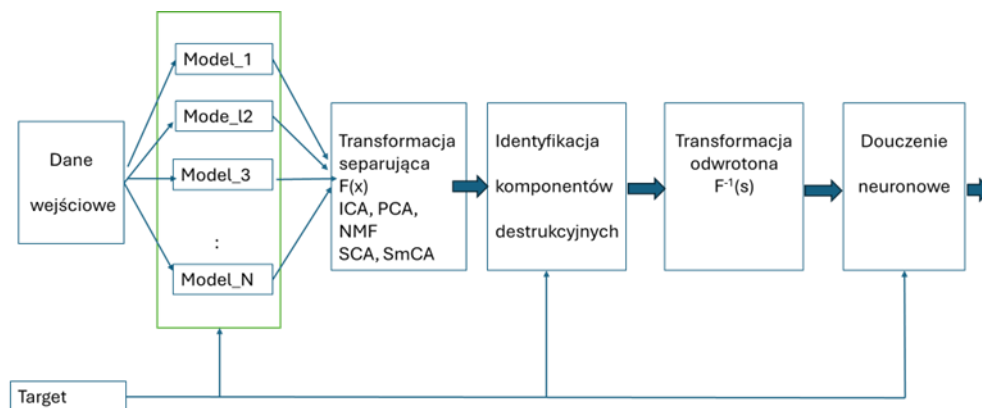 Dane
wejściowe
Model_1
Mode_l2
Model_3
:
Model_N
Transformacja
separująca
F(x)
ICA, PCA,
NMF
SCA, SmCA
Identyfikacja
komponentów
destrukcyjnych
Transformacja
odwrotona
F⁻¹(s)
Douczenie
neuronowe
Target